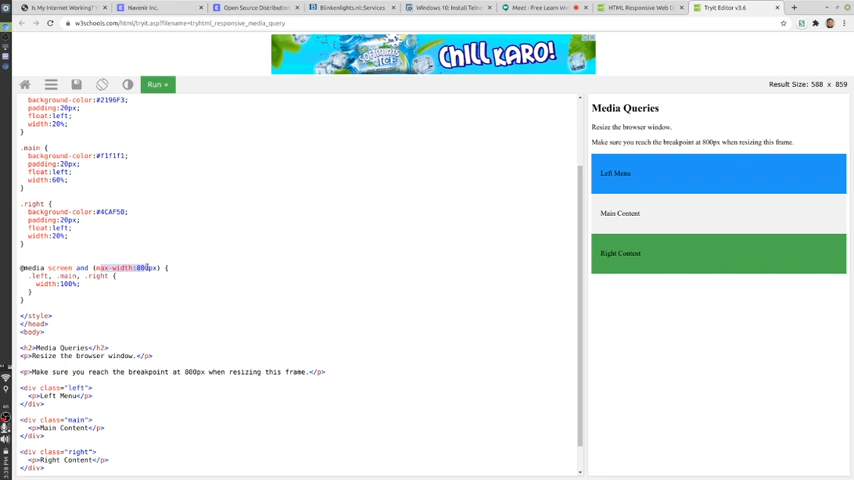 Is My Internet Working?
Havenir Inc.
Open Source Distribution
Blinkenlights.nl::Services
Windows 10: Install Telne
Meet - Free Learn We
HTML Responsive Web D
Tryit Editor v3.6
w3schools.com/html/tryit.asp?filename=tryhtml_responsive_media_query
ICE
CHILL KARO!
Run »
Result Size: 588 x 859
background-color:#2196F3;
padding:20px;
float:left;
width:20%;
}
.main {
background-color:#f1f1f1;
padding:20px;
float:left;
width:60%;
}
.right {
background-color:#4CAF50;
padding:20px;
float:left;
width:20%;
}
@media screen and (max-width:800px) {
.left, .main, .right {
width:100%;
}
}
</style>
</head>
<body>
<h2>Media Queries</h2>
<p>Resize the browser window.</p>
<p>Make sure you reach the breakpoint at 800px when resizing this frame.</p>
<div class="left">
<p>Left Menu</p>
</div>
<div class="main">
<p>Main Content</p>
</div>
<div class="right">
<p>Right Content</p>
</div>
Media Queries
Resize the browser window.
Make sure you reach the breakpoint at 800px when resizing this frame.
Left Menu
Main Content
Right Content
3:38 PM